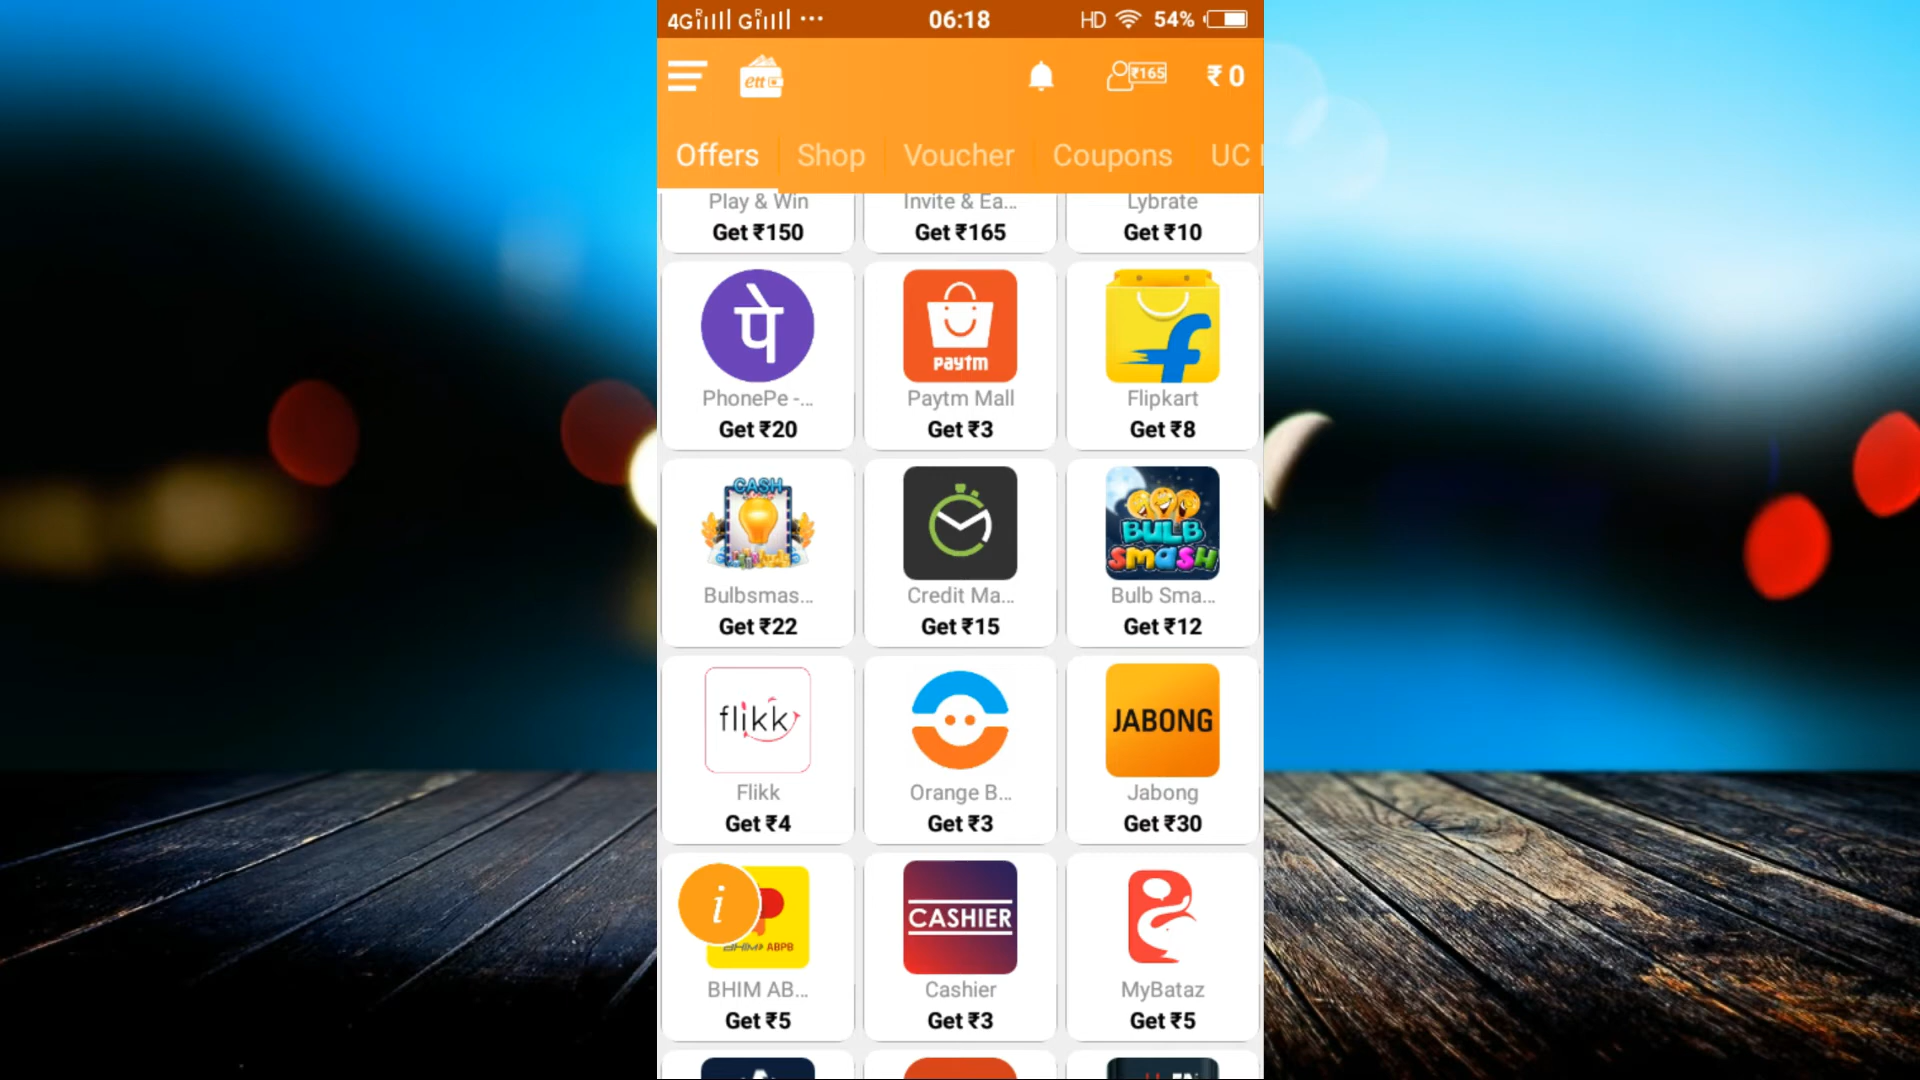 4G R G R ... 06:18 HD 54%
ett ₹165 ₹ 0
Offers Shop Voucher Coupons UC
Play & Win Invite & Ea... Lybrate
Get ₹150 Get ₹165 Get ₹10
पे paytm f
PhonePe -... Paytm Mall Flipkart
Get ₹20 Get ₹3 Get ₹8
CASH BULB
SMASH
Bulbsmas... Credit Ma... Bulb Sma...
Get ₹22 Get ₹15 Get ₹12
flikk JABONG
Flikk Orange B... Jabong
Get ₹4 Get ₹3 Get ₹30
i CASHIER
BHIM ABPB
BHIM AB... Cashier MyBataz
Get ₹5 Get ₹3 Get ₹5